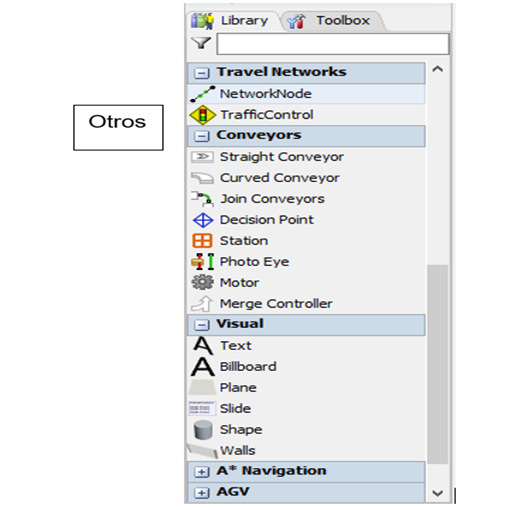 Library Toolbox
Travel Networks
NetworkNode
Otros
TrafficControl
Conveyors
Straight Conveyor
Curved Conveyor
Join Conveyors
Decision Point
Station
Photo Eye
Motor
Merge Controller
Visual
A Text
A Billboard
Plane
Slide
Shape
Walls
A* Navigation
AGV